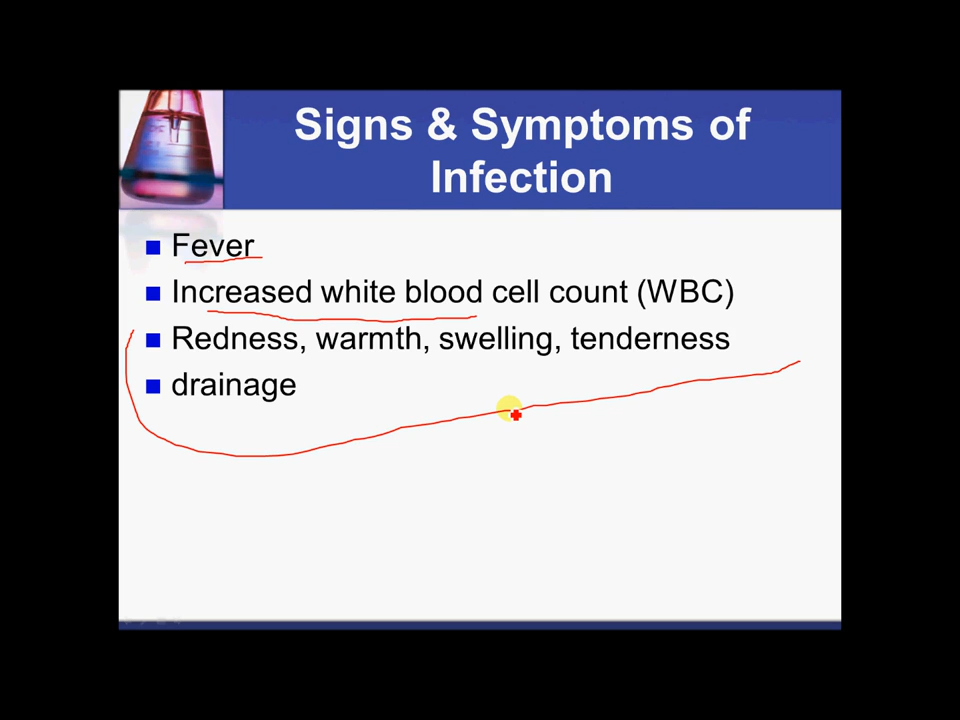 Signs & Symptoms of
Infection
Fever
Increased white blood cell count (WBC)
Redness, warmth, swelling, tenderness
drainage